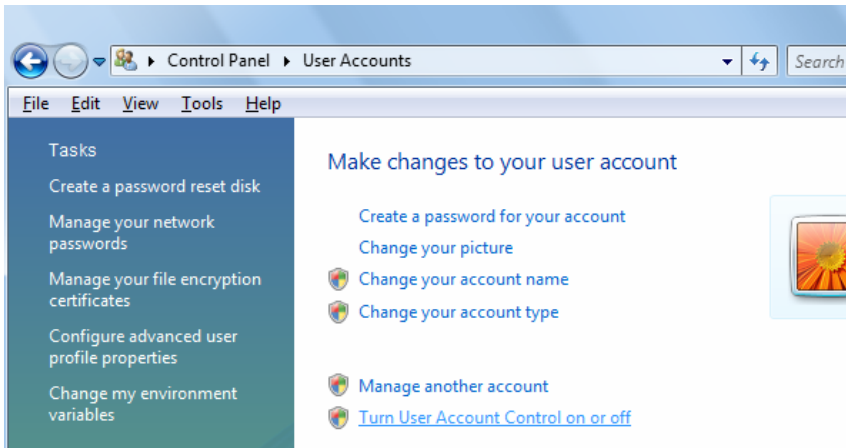 Control Panel
User Accounts
Search
File Edit View Tools Help
Tasks
Create a password reset disk
Manage your network
passwords
Manage your file encryption
certificates
Configure advanced user
profile properties
Change my environment
variables
Make changes to your user account
Create a password for your account
Change your picture
Change your account name
Change your account type
Manage another account
Turn User Account Control on or off